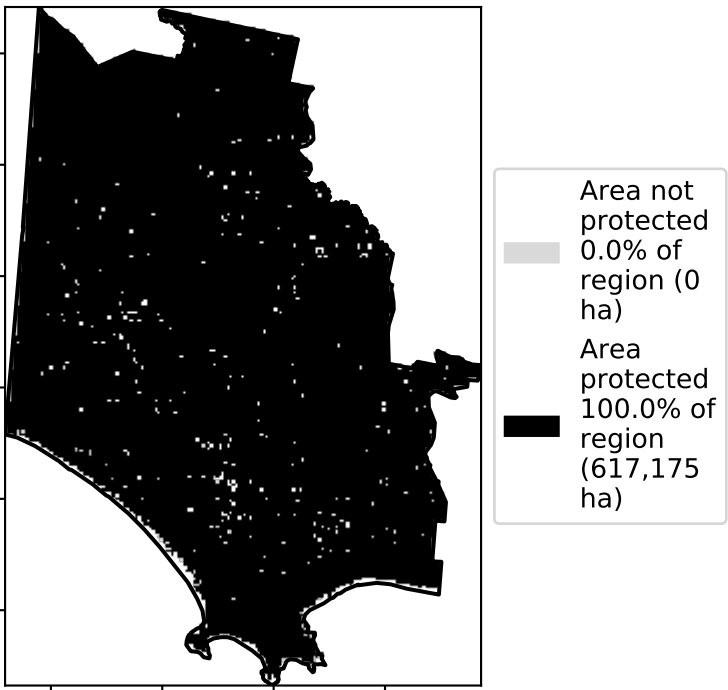 Area not
protected
0.0% of
region (0
ha)
Area
protected
100.0% of
region
(617,175
ha)